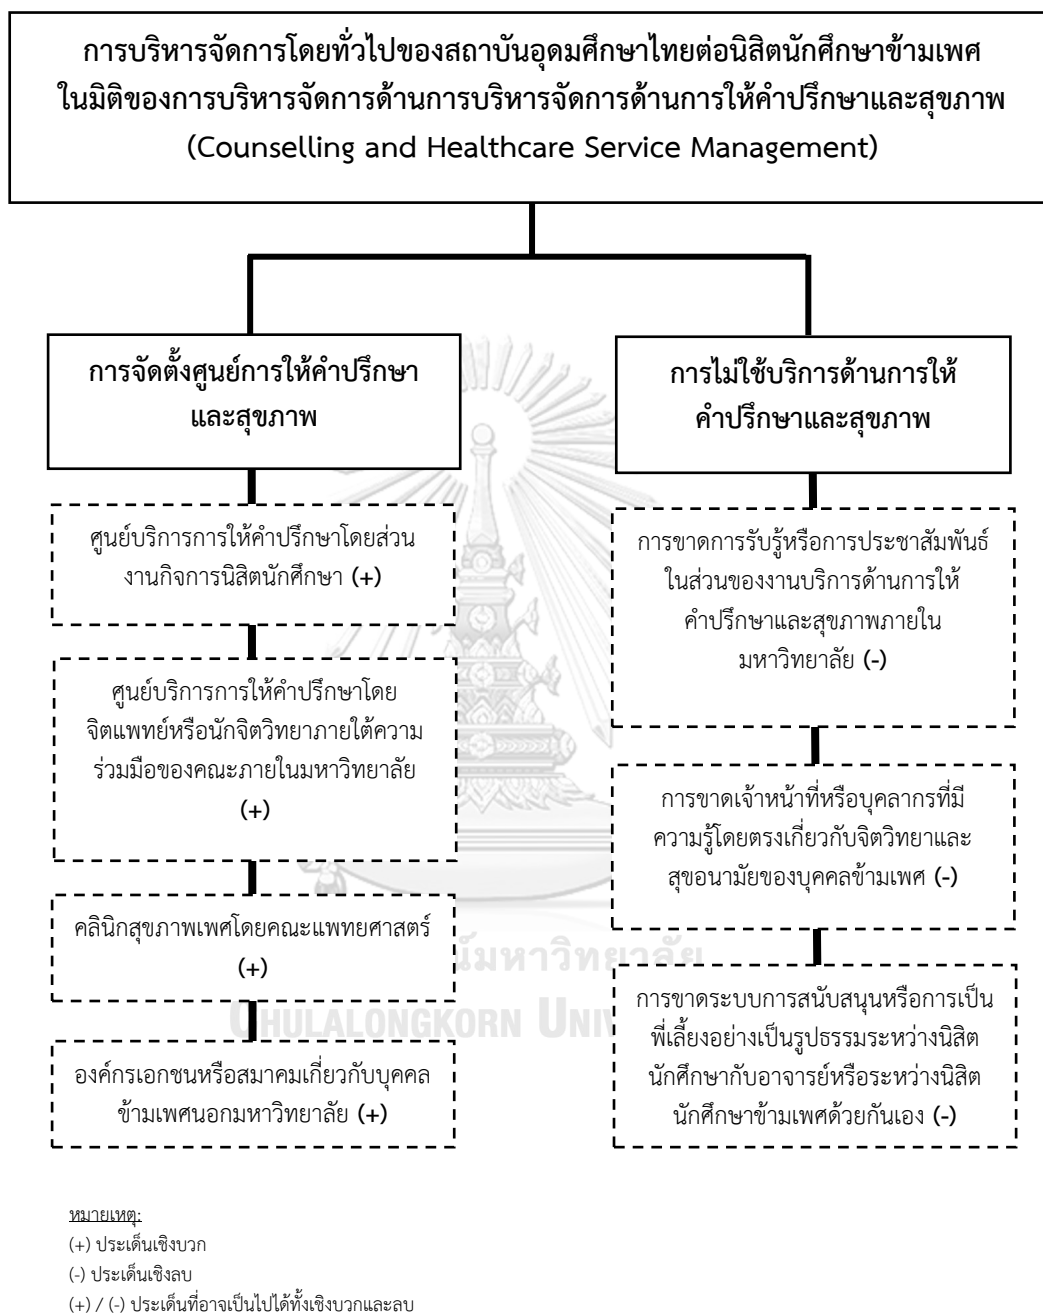 การบริหารจัดการโดยทั่วไปของสถาบันอุดมศึกษาไทยต่อนิสิตนักศึกษาข้ามเพศ
ในมิติของการบริหารจัดการด้านการบริหารจัดการด้านการให้คำปรึกษาและสุขภาพ
(Counselling and Healthcare Service Management)
การจัดตั้งศูนย์การให้คำปรึกษา
และสุขภาพ
ศูนย์บริการการให้คำปรึกษาโดยส่วน
งานกิจการนิสิตนักศึกษา (+)
ศูนย์บริการการให้คำปรึกษาโดย
จิตแพทย์หรือนักจิตวิทยาภายใต้ความ
ร่วมมือของคณะภายในมหาวิทยาลัย
(+)
คลินิกสุขภาพเพศโดยคณะแพทยศาสตร์
(+)
องค์กรเอกชนหรือสมาคมเกี่ยวกับบุคคล
ข้ามเพศนอกมหาวิทยาลัย (+)
การไม่ใช้บริการด้านการให้
คำปรึกษาและสุขภาพ
การขาดการรับรู้หรือการประชาสัมพันธ์
ในส่วนของงานบริการด้านการให้
คำปรึกษาและสุขภาพภายใน
มหาวิทยาลัย (-)
การขาดเจ้าหน้าที่หรือบุคลากรที่มี
ความรู้โดยตรงเกี่ยวกับจิตวิทยาและ
สุขอนามัยของบุคคลข้ามเพศ (-)
การขาดระบบการสนับสนุนหรือการเป็น
พี่เลี้ยงอย่างเป็นรูปธรรมระหว่างนิสิต
นักศึกษากับอาจารย์หรือระหว่างนิสิต
นักศึกษาข้ามเพศด้วยกันเอง (-)
มหาวิทยาลัย
CHULALONGKORN
หมายเหตุ:
(+) ประเด็นเชิงบวก
(-) ประเด็นเชิงลบ
(+) / (-) ประเด็นที่อาจเป็นไปได้ทั้งเชิงบวกและลบ